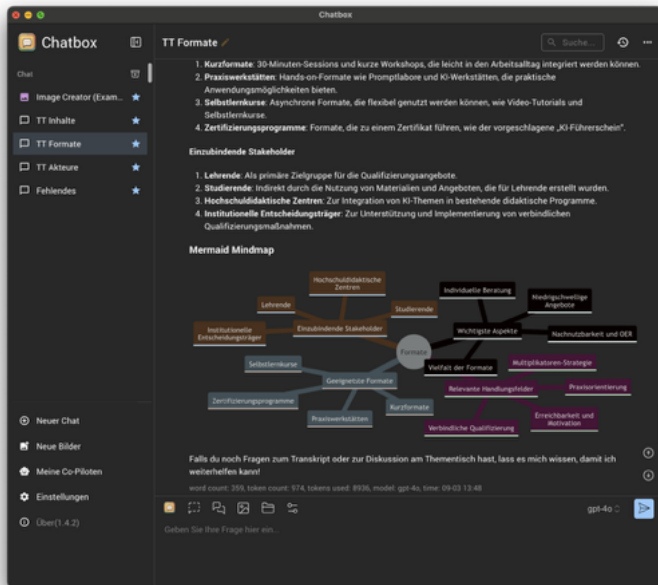 Chatbox
Chatbox
TT Formate
Suche...
Chat
Image Creator (Exam...
TT Inhalte
TT Formate
TT Akteure
Fehlendes
1. Kurzformate: 30-Minuten-Sessions und kurze Workshops, die leicht in den Arbeitsalltag integriert werden können.
2. Praxiswerkstätten: Hands-on-Formate wie Promptlabore und KI-Werkstätten, die praktische
Anwendungsmöglichkeiten bieten.
3. Selbstlernkurse: Asynchrone Formate, die flexibel genutzt werden können, wie Video-Tutorials und
Selbstlernkurse.
4. Zertifizierungsprogramme: Formate, die zu einem Zertifikat führen, wie der vorgeschlagene „KI-Führerschein“.
Einzubindende Stakeholder
1. Lehrende: Als primäre Zielgruppe für die Qualifizierungsangebote.
2. Studierende: Indirekt durch die Nutzung von Materialien und Angeboten, die für Lehrende erstellt wurden.
3. Hochschuldidaktische Zentren: Zur Integration von KI-Themen in bestehende didaktische Programme.
4. Institutionelle Entscheidungsträger: Zur Unterstützung und Implementierung von verbindlichen
Qualifizierungsmaßnahmen.
Mermaid Mindmap
Hochschuldidaktische
Zentren
Lehrende
Studierende
Institutionelle
Entscheidungsträger
Einzubindende Stakeholder
Individuelle Beratung
Niedrigschwellige
Angebote
Wichtigste Aspekte
Nachnutzbarkeit und OER
Formate
Vielfalt der Formate
Selbstlernkurse
Geeignetste Formate
Zertifizierungsprogramme
Praxiswerkstätten
Kurzformate
Multiplikatoren-Strategie
Relevante Handlungsfelder
Praxisorientierung
Erreichbarkeit und
Motivation
Verbindliche Qualifizierung
Falls du noch Fragen zum Transkript oder zur Diskussion am Thementisch hast, lass es mich wissen, damit ich
weiterhelfen kann!
word count: 359, token count: 974, tokens used: 8936, model: gpt-4o, time: 09-03 13:48
Neuer Chat
Neue Bilder
Meine Co-Piloten
Einstellungen
Über(1.4.2)
gpt-4o
Geben Sie Ihre Frage hier ein...